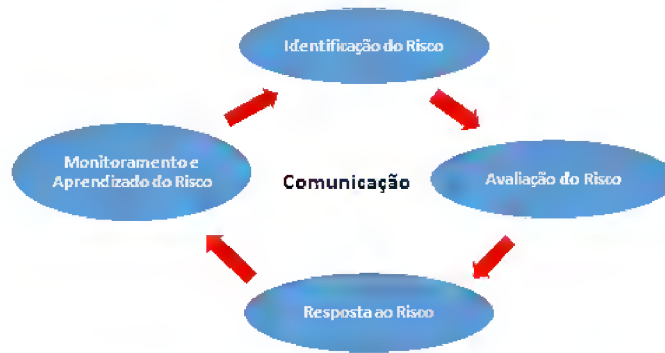 Identificação do Risco
Monitoramento e
Aprendizado do Risco
Comunicação
Avaliação do Risco
Resposta ao Risco